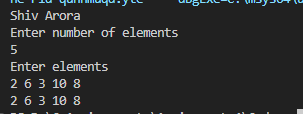 Shiv Arora
Enter number of elements
5
Enter elements
2 6 3 10 8
2 6 3 10 8